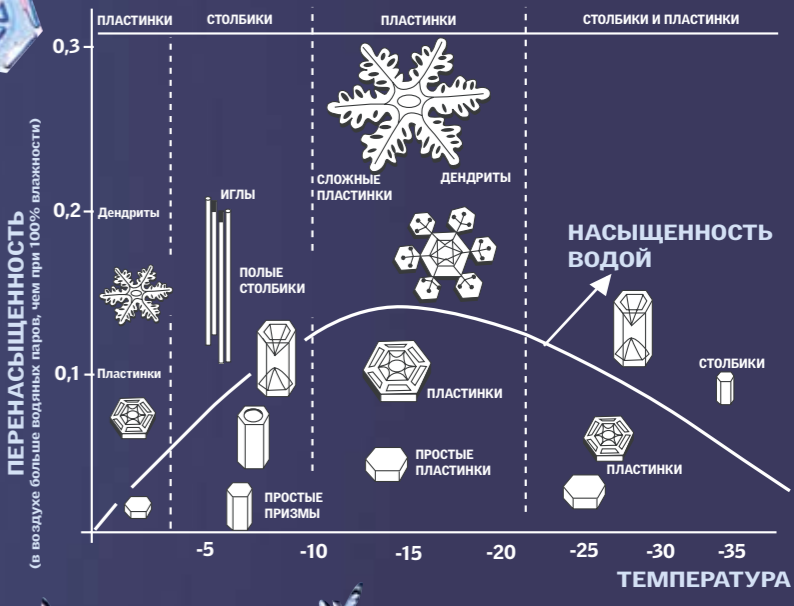 ПЛАСТИНКИ
СТОЛБИКИ
ПЛАСТИНКИ
СТОЛБИКИ И ПЛАСТИНКИ
ПЕРЕНАСЫЩЕННОСТЬ
(в воздухе больше водяных паров, чем при 100% влажности)
0,3
0,2
0,1
Дендриты
Пластинки
ИГЛЫ
ПОЛЫЕ
СТОЛБИКИ
ПРОСТЫЕ
ПРИЗМЫ
СЛОЖНЫЕ
ПЛАСТИНКИ
ДЕНДРИТЫ
ПЛАСТИНКИ
ПРОСТЫЕ
ПЛАСТИНКИ
НАСЫЩЕННОСТЬ
ВОДОЙ
СТОЛБИКИ
ПЛАСТИНКИ
-5 -10 -15 -20 -25 -30 -35
ТЕМПЕРАТУРА